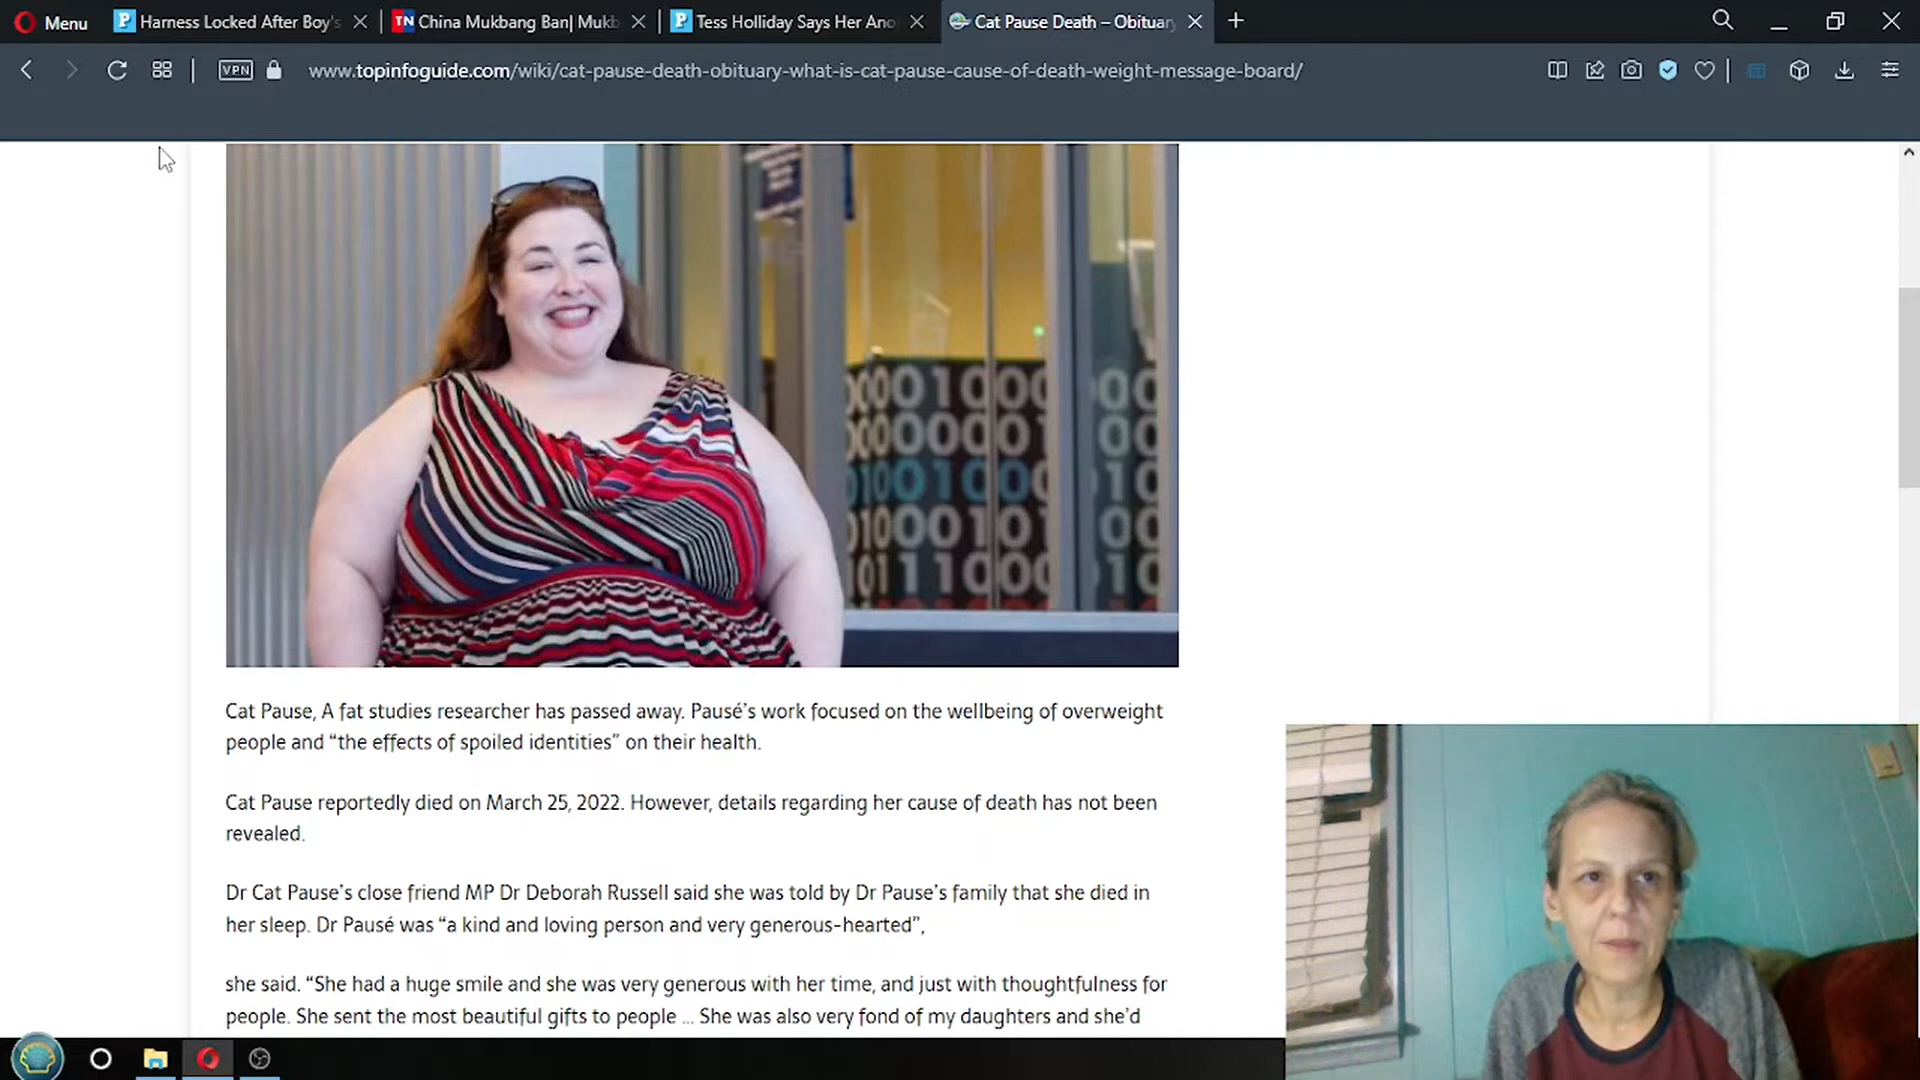 Menu
Harness Locked After Boy's
China Mukbang Ban| Mukb
Tess Holliday Says Her Ano
Cat Pause Death – Obituary
VPN
www.topinfoguide.com/wiki/cat-pause-death-obituary-what-is-cat-pause-cause-of-death-weight-message-board/
Cat Pause, A fat studies researcher has passed away. Pausé's work focused on the wellbeing of overweight
people and “the effects of spoiled identities” on their health.
Cat Pause reportedly died on March 25, 2022. However, details regarding her cause of death has not been
revealed.
Dr Cat Pause's close friend MP Dr Deborah Russell said she was told by Dr Pause's family that she died in
her sleep. Dr Pausé was “a kind and loving person and very generous-hearted”,
she said. “She had a huge smile and she was very generous with her time, and just with thoughtfulness for
people. She sent the most beautiful gifts to people ... She was also very fond of my daughters and she'd